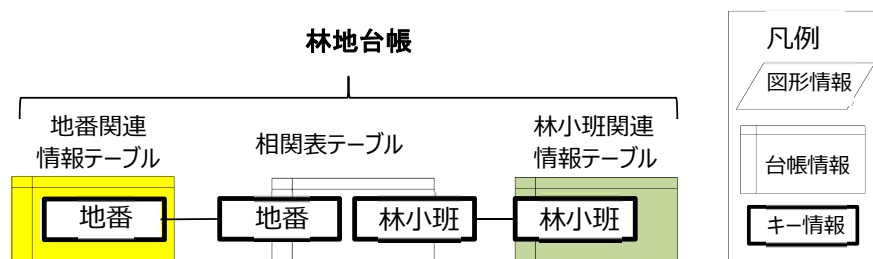 林地台帳
地番関連
情報テーブル
相関表テーブル
林小班関連
情報テーブル
地番
地番
林小班
林小班
凡例
図形情報
台帳情報
キー情報